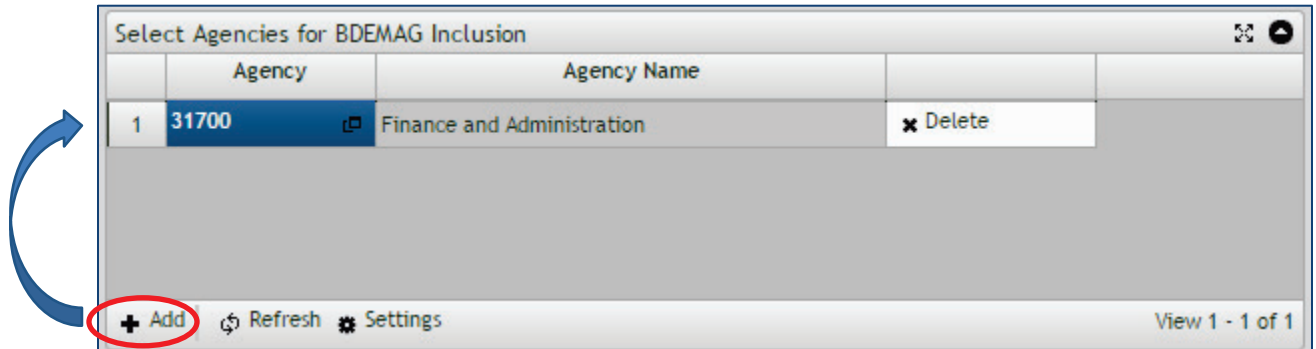 Select Agencies for BDEMAG Inclusion
Agency Agency Name
1 31700 Finance and Administration Delete
Add Refresh Settings View 1 - 1 of 1